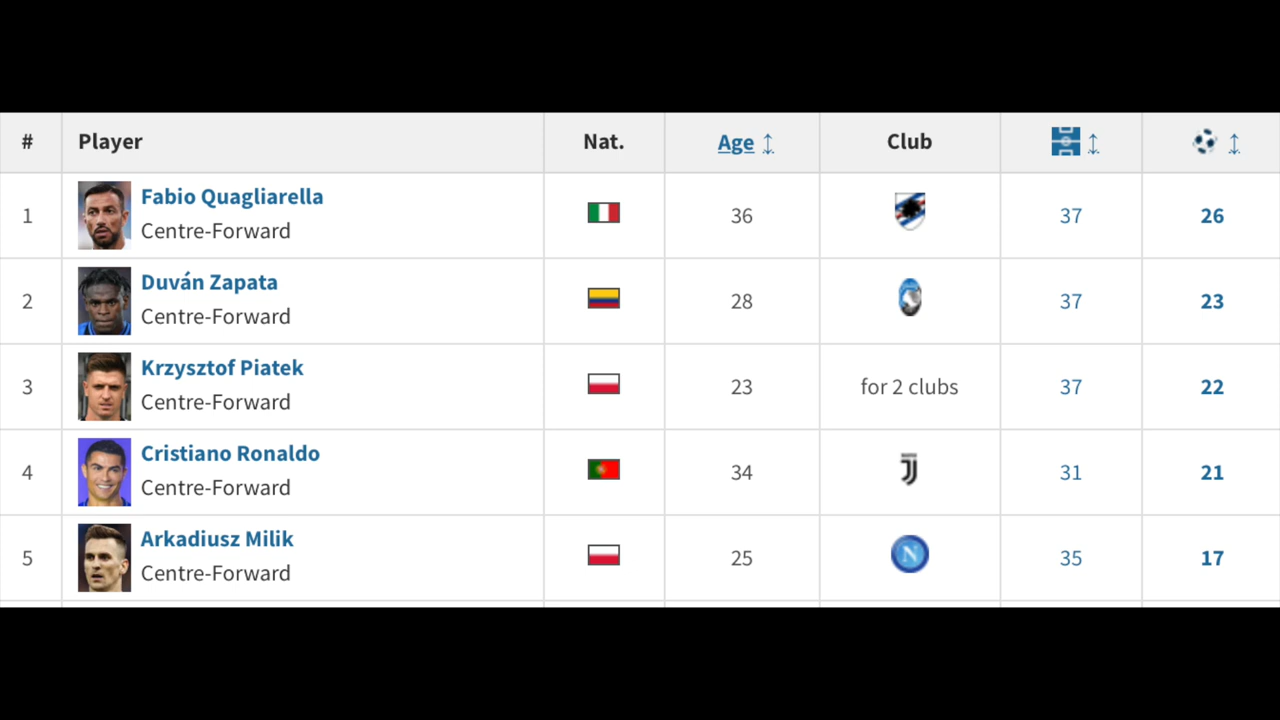 # Player Nat. Age Club
1 Fabio Quagliarella 36 37 26
Centre-Forward
2 Duván Zapata 28 37 23
Centre-Forward
3 Krzysztof Piatek 23 for 2 clubs 37 22
Centre-Forward
4 Cristiano Ronaldo 34 31 21
Centre-Forward
5 Arkadiusz Milik 25 N 35 17
Centre-Forward